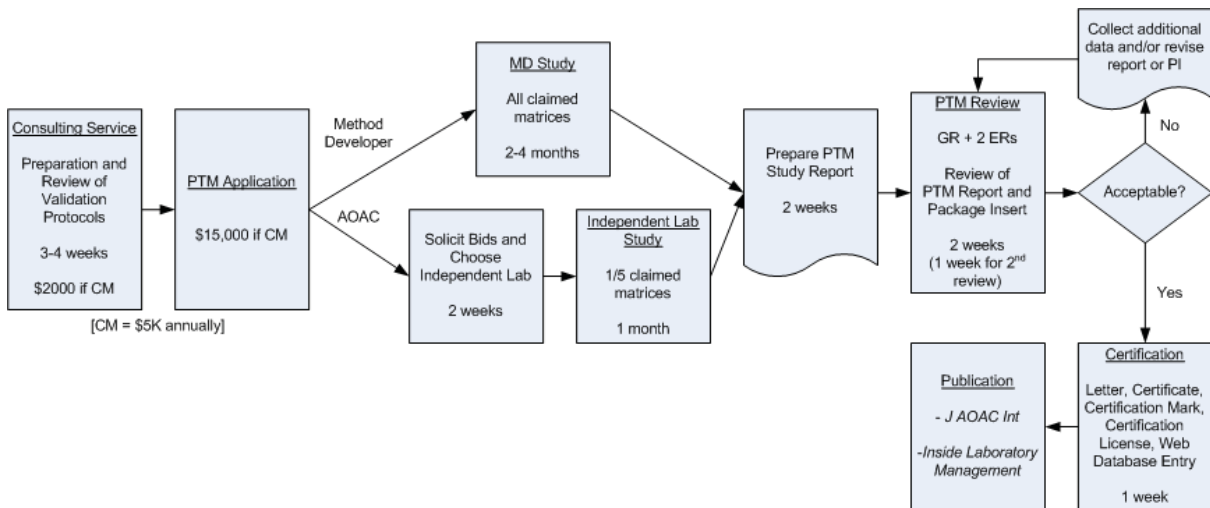 Consulting Service
Preparation and
Review of
Validation
Protocols
3-4 weeks
$2000 if CM
[CM = $5K annually]
PTM Application
$15,000 if CM
Method
Developer
AOAC
MD Study
All claimed
matrices
2-4 months
Solicit Bids and
Choose
Independent Lab
2 weeks
Independent Lab
Study
1/5 claimed
matrices
1 month
Prepare PTM
Study Report
2 weeks
PTM Review
GR + 2 ERs
Review of
PTM Report and
Package Insert
2 weeks
(1 week for 2nd
review)
Collect additional
data and/or revise
report or PI
No
Acceptable?
Yes
Certification
Letter, Certificate,
Certification Mark,
Certification
License, Web
Database Entry
1 week
Publication
- J AOAC Int
-Inside Laboratory
Management